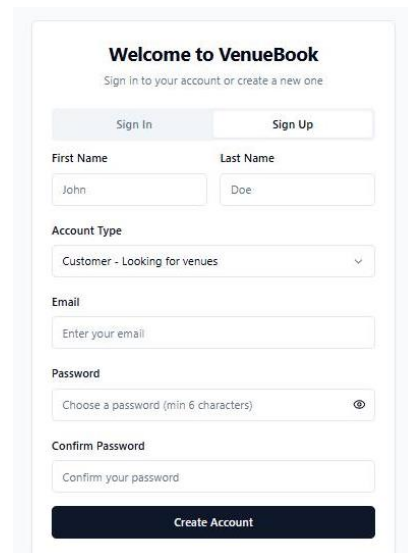 Welcome to VenueBook
Sign in to your account or create a new one
Sign In Sign Up
First Name Last Name
John Doe
Account Type
Customer - Looking for venues
Email
Enter your email
Password
Choose a password (min 6 characters)
Confirm Password
Confirm your password
Create Account